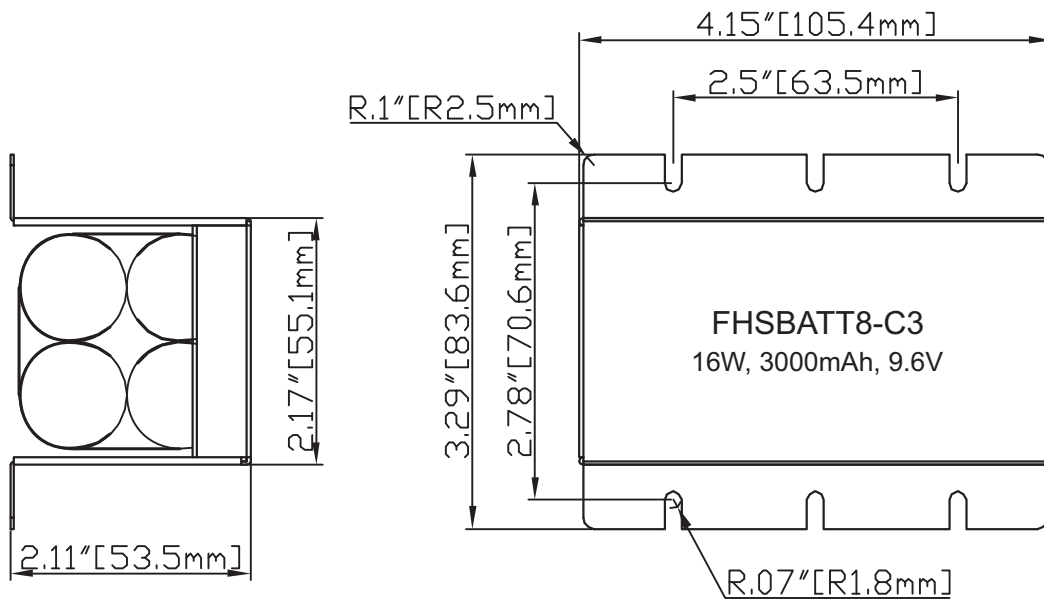 4.15″[105.4mm]
2.5″[63.5mm]
R.1″[R2.5mm]
2.17″[55.1mm]
3.29″[83.6mm]
2.78″[70.6mm]
FHSBATT8-C3
16W, 3000mAh, 9.6V
2.11″[53.5mm]
R.07″[R1.8mm]